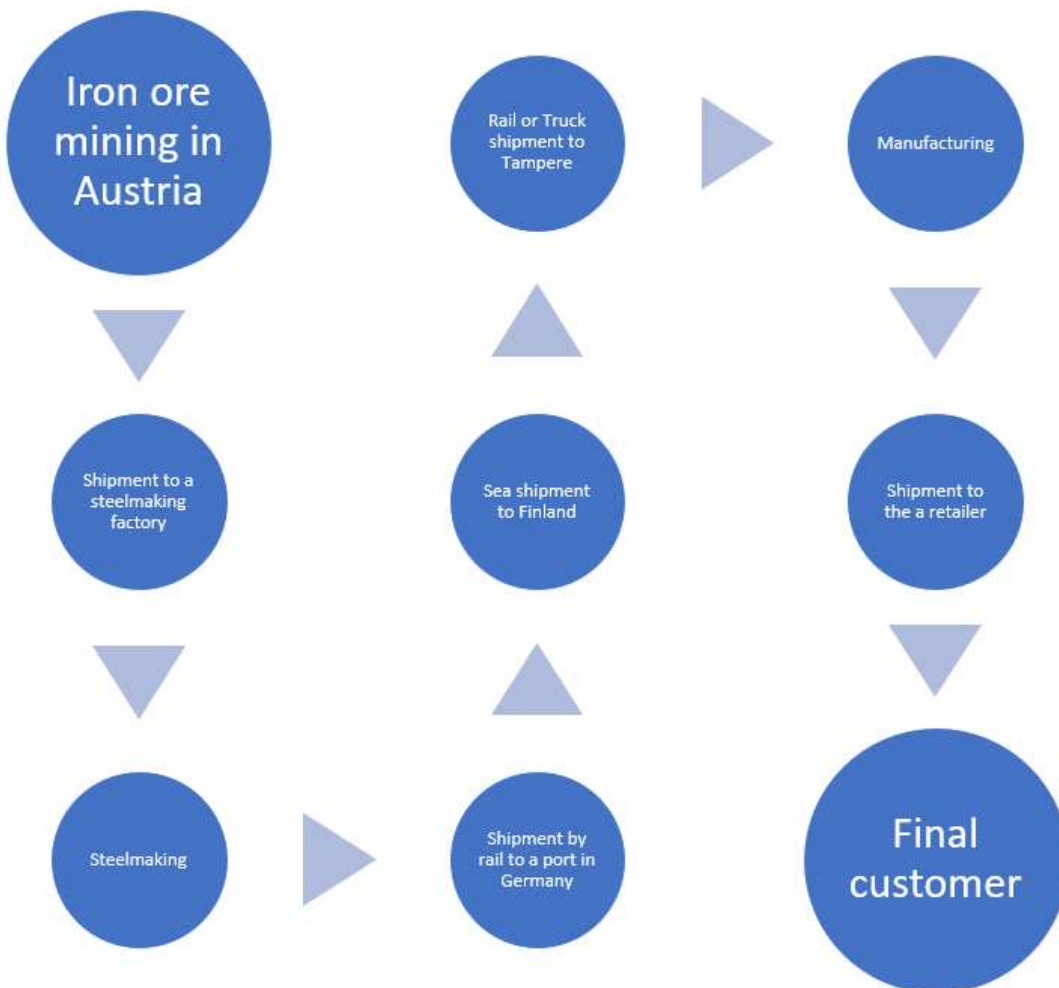 Iron ore
mining in
Austria
Shipment to a
steelmaking
factory
Steelmaking
Shipment by
rail to a port in
Germany
Sea shipment
to Finland
Rail or Truck
shipment to
Tampere
Manufacturing
Shipment to
the a retailer
Final
customer